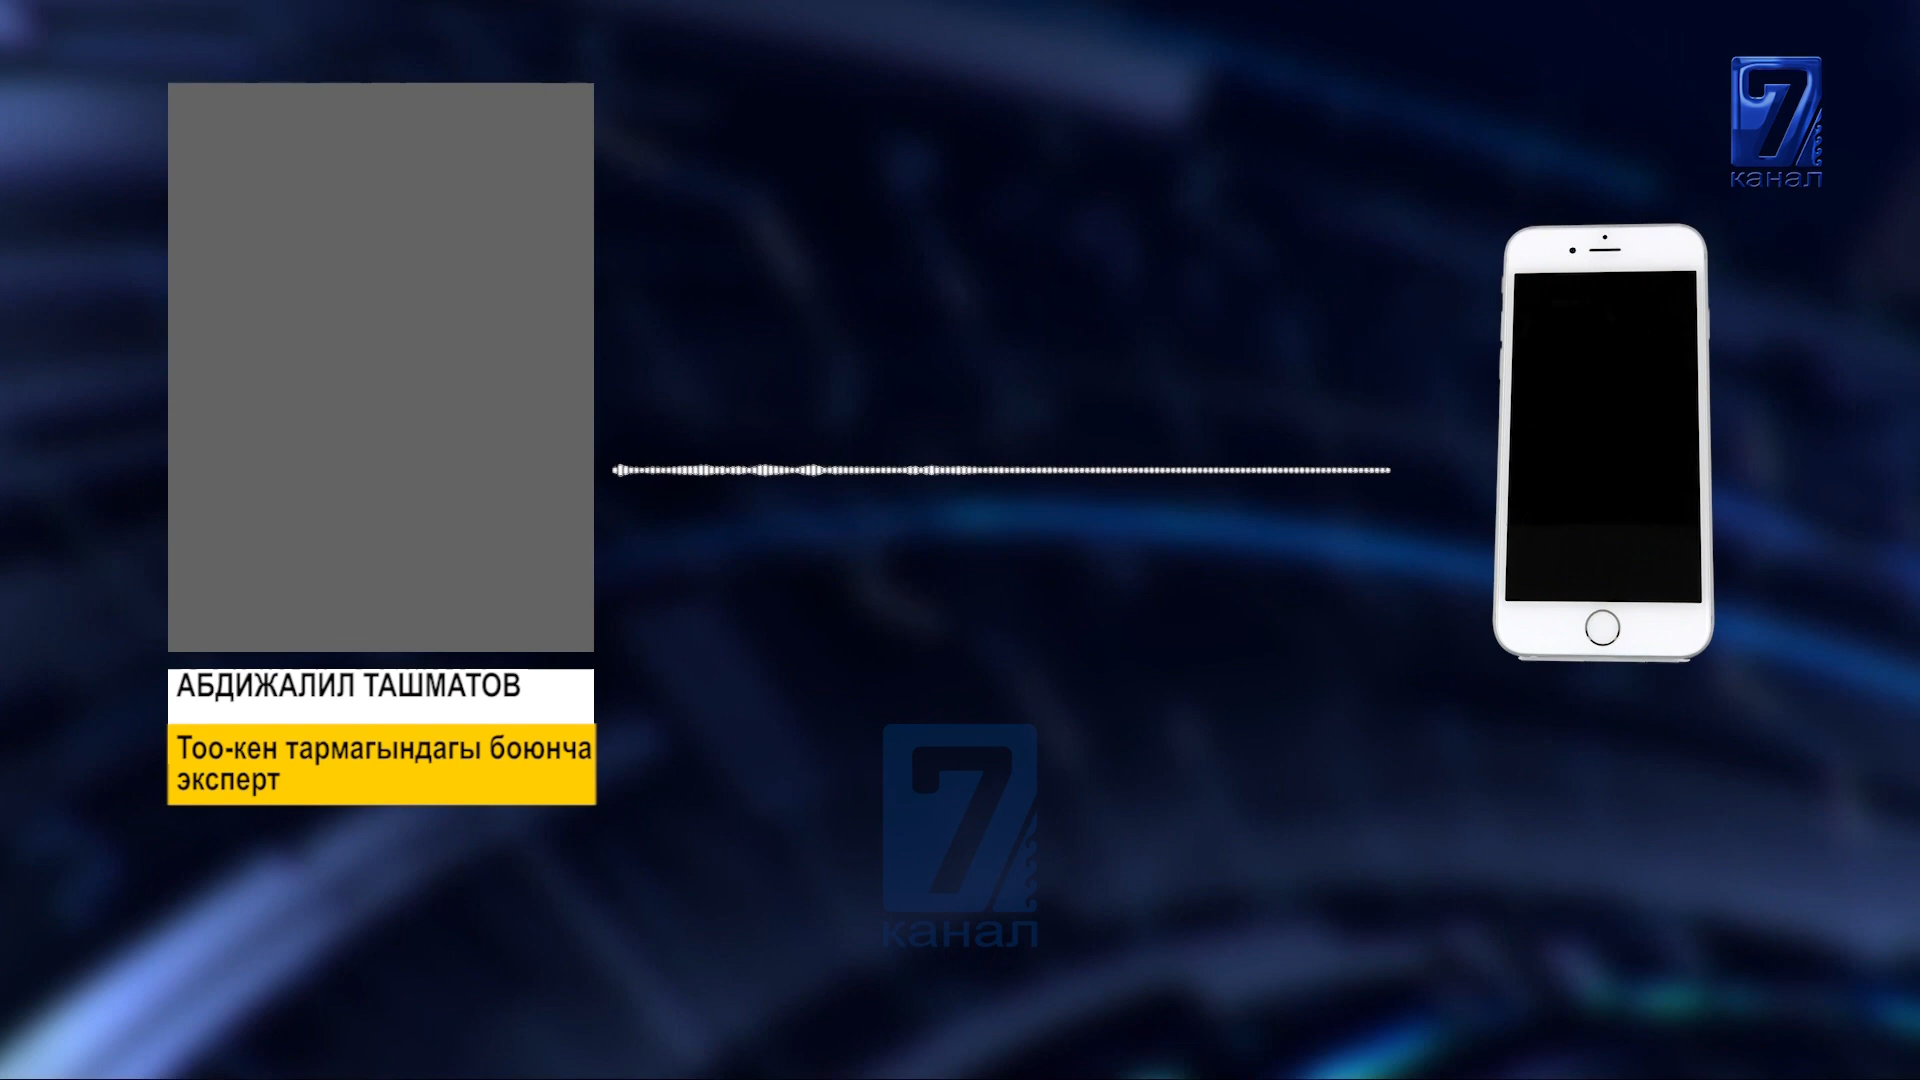 7
канал
АБДИЖАЛИЛ ТАШМАТОВ
Тоо-кен тармагындагы боюнча
эксперт
7
канал